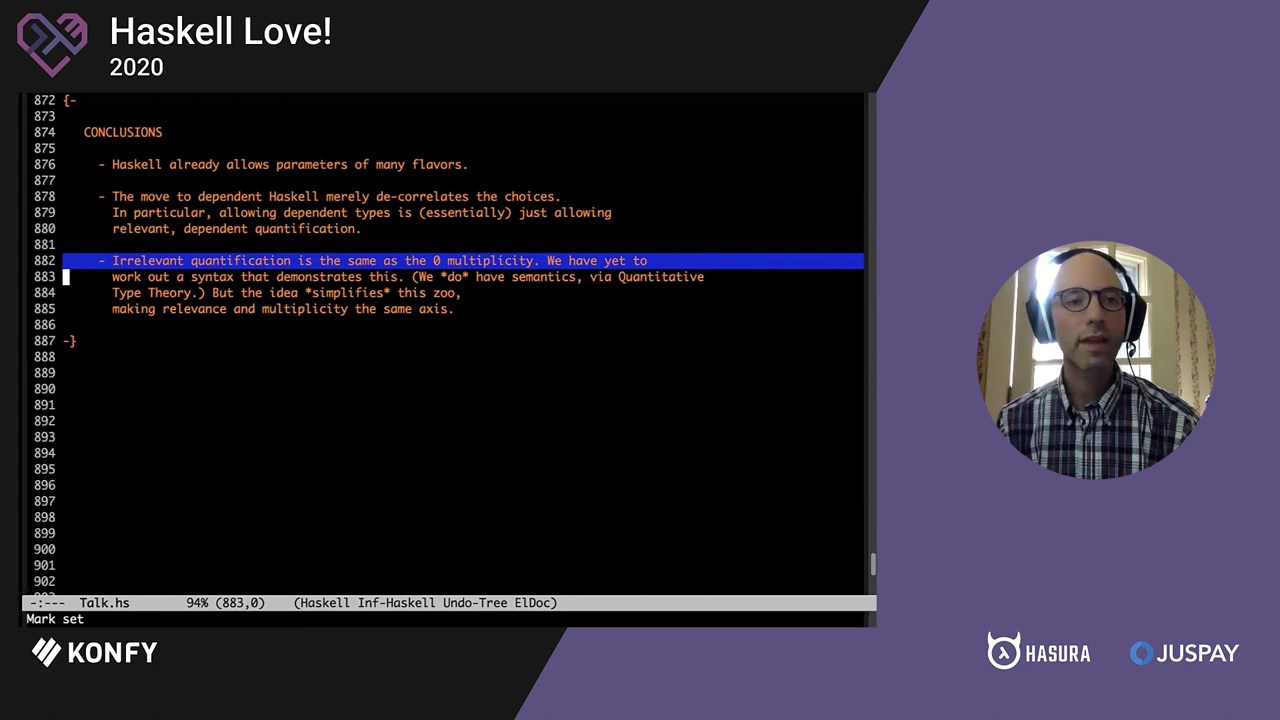 Haskell Love!
2020
872 {-
873
874 CONCLUSIONS
875
876 - Haskell already allows parameters of many flavors.
877
878 - The move to dependent Haskell merely de-correlates the choices.
879 In particular, allowing dependent types is (essentially) just allowing
880 relevant, dependent quantification.
881
882 - Irrelevant quantification is the same as the 0 multiplicity. We have yet to
883 work out a syntax that demonstrates this. (We *do* have semantics, via Quantitative
884 Type Theory.) But the idea *simplifies* this zoo,
885 making relevance and multiplicity the same axis.
886
887 -}
888
889
890
891
892
893
894
895
896
897
898
899
900
901
902
-:--- Talk.hs 94% (883,0) (Haskell Inf-Haskell Undo-Tree ElDoc)
Mark set
KONFY
HASURA
JUSPAY